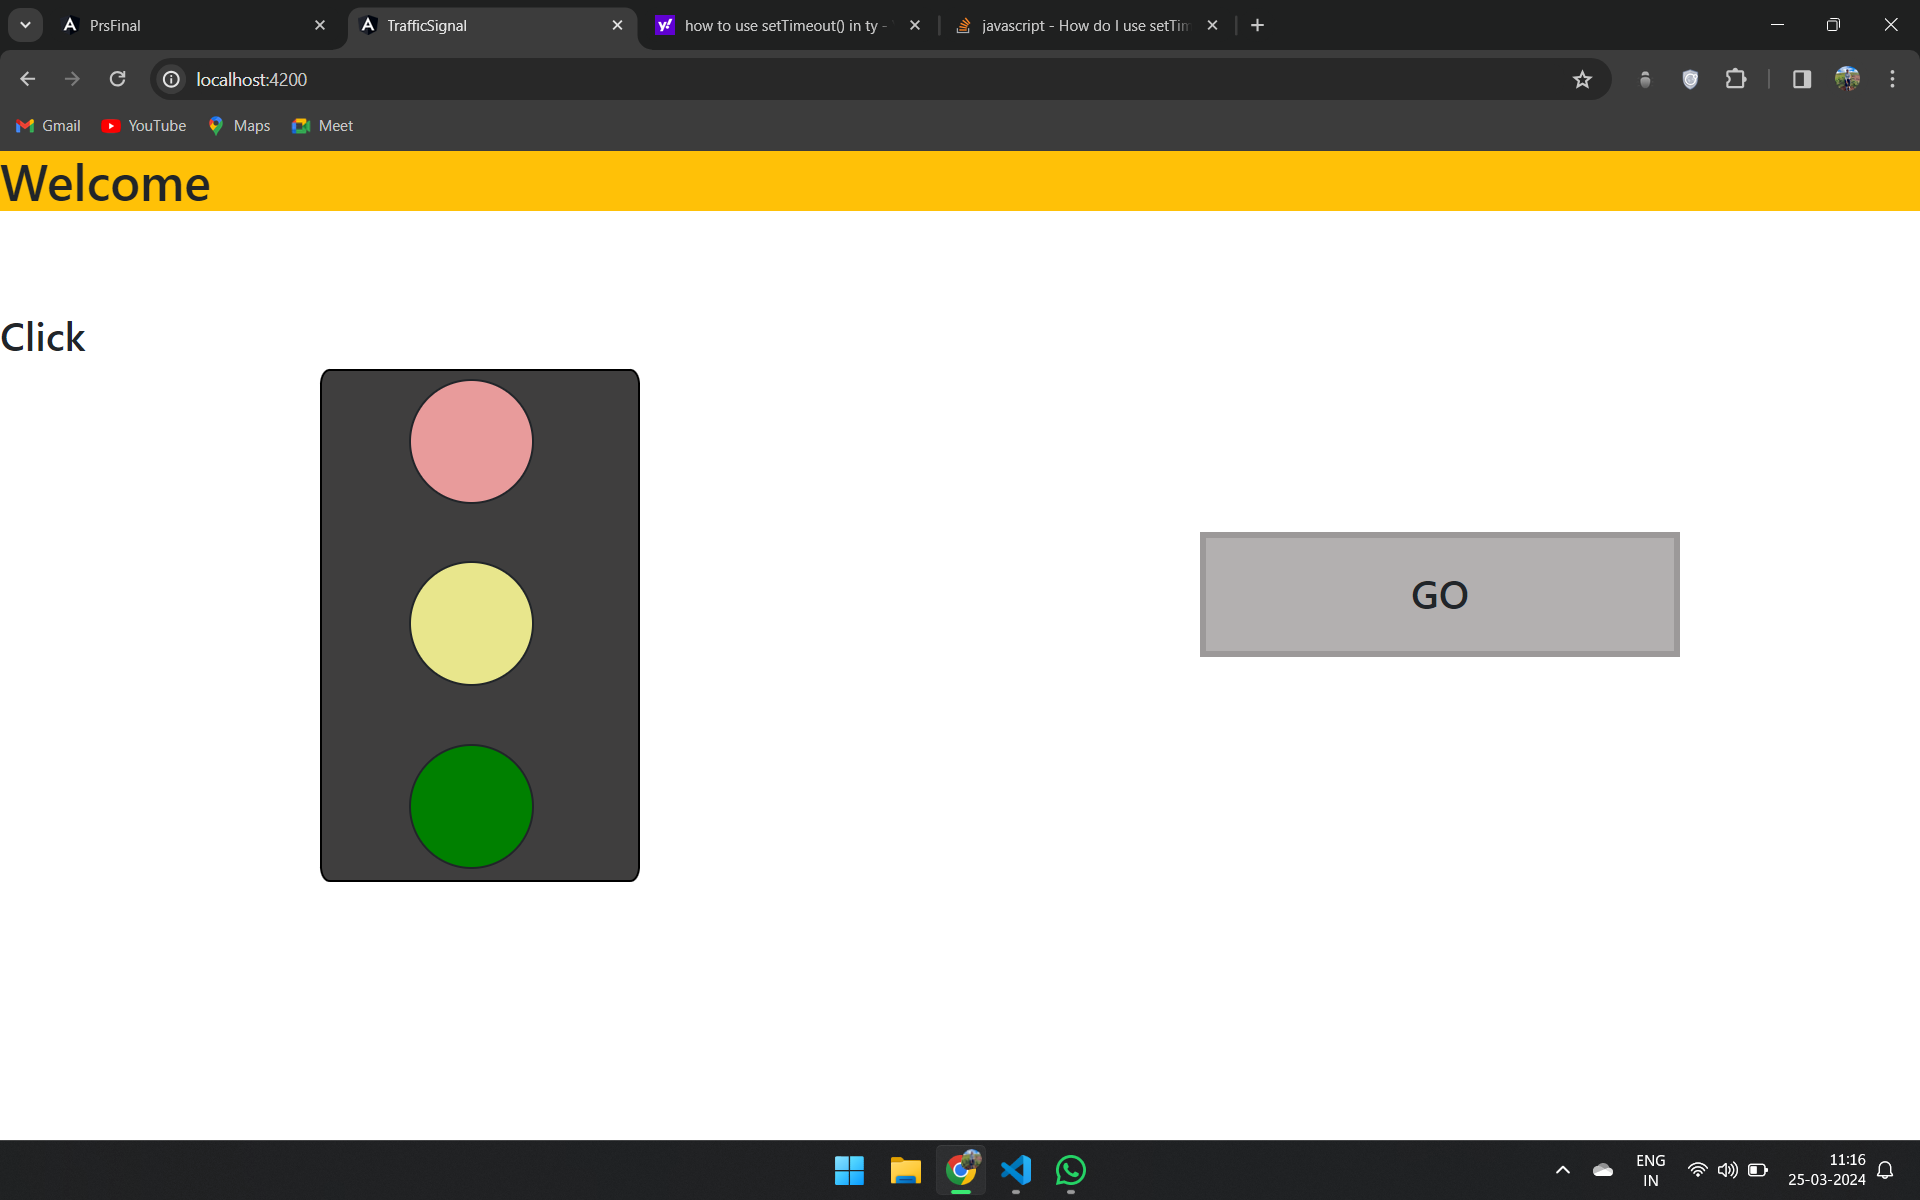 PrsFinal
TrafficSignal
how to use setTimeout() in ty -
javascript - How do I use setTim
localhost:4200
Gmail
YouTube
Maps
Meet
Welcome
Click
GO
ENG
IN
11:16
25-03-2024